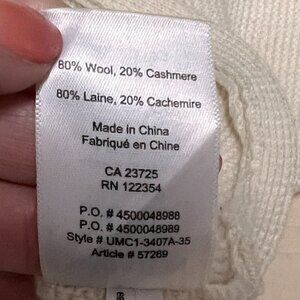 80% Wool, 20% Cashmere
80% Laine, 20% Cachemire
Made in China
Fabriqué en Chine
CA 23725
RN 122354
P.O. # 4500048988
P.O. # 4500048989
Style # UMC1-3407A-35
Article # 57269